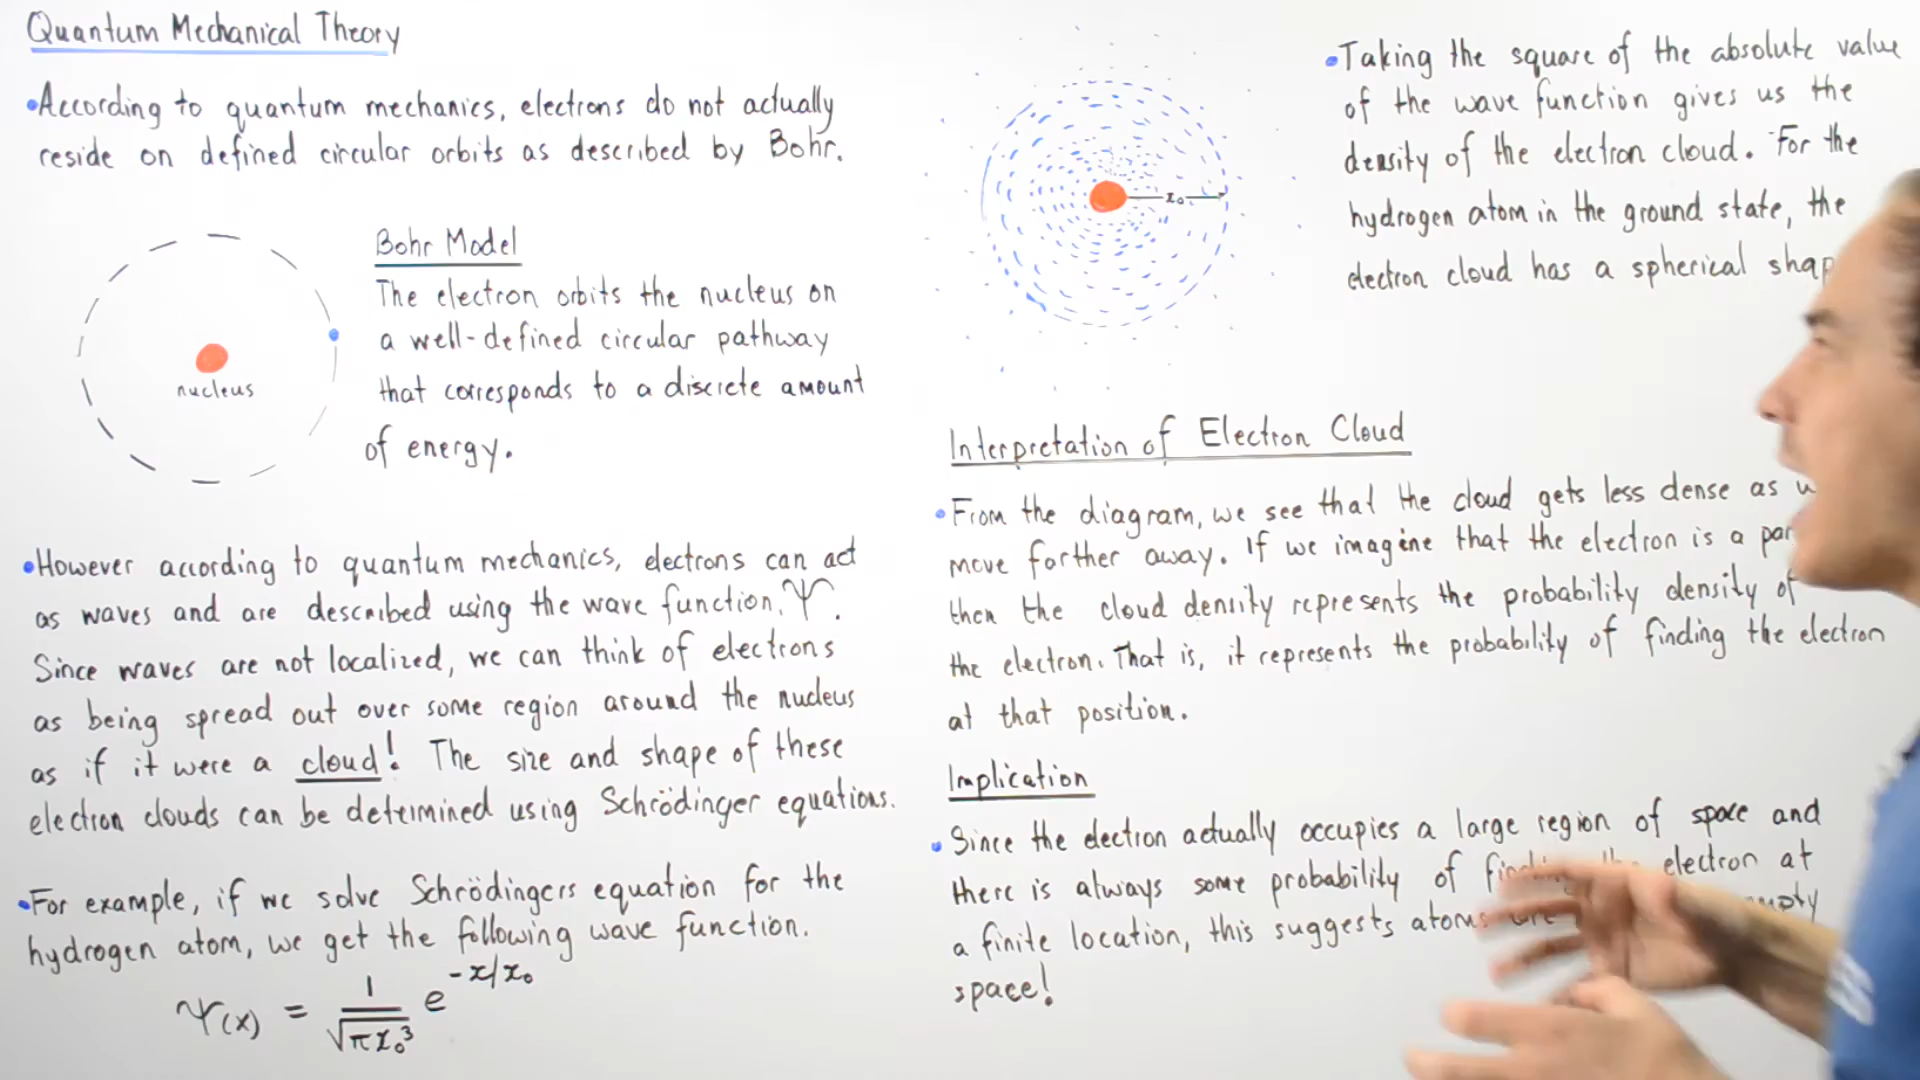 Quantum Mechanical Theory
•According to quantum mechanics, electrons do not actually
reside on defined circular orbits as described by Bohr.
Bohr Model
The electron orbits the nucleus on
a well-defined circular pathway
that corresponds to a discrete amount
of energy.
nucleus
•However according to quantum mechanics, electrons can act
as waves and are described using the wave function, Ψ.
Since waves are not localized, we can think of electrons
as being spread out over some region around the nucleus
as if it were a cloud! The size and shape of these
electron clouds can be determined using Schrödinger equations.
•For example, if we solve Schrödingers equation for the
hydrogen atom, we get the following wave function.
Ψ(x) = 1/√πx₀³ e^-x/x₀
x₀
•Taking the square of the absolute value
of the wave function gives us the
density of the electron cloud. For the
hydrogen atom in the ground state, the
electron cloud has a spherical
Interpretation of Electron Cloud
•From the diagram, we see that the cloud gets less dense as
move farther away. If we imagine that the electron is a
then the cloud density represents the probability density of
the electron. That is, it represents the probability of finding the electron
at that position.
Implication
•Since the electron actually occupies a large region of space and
there is always some probability of electron at
a finite location, this suggests atoms
space!